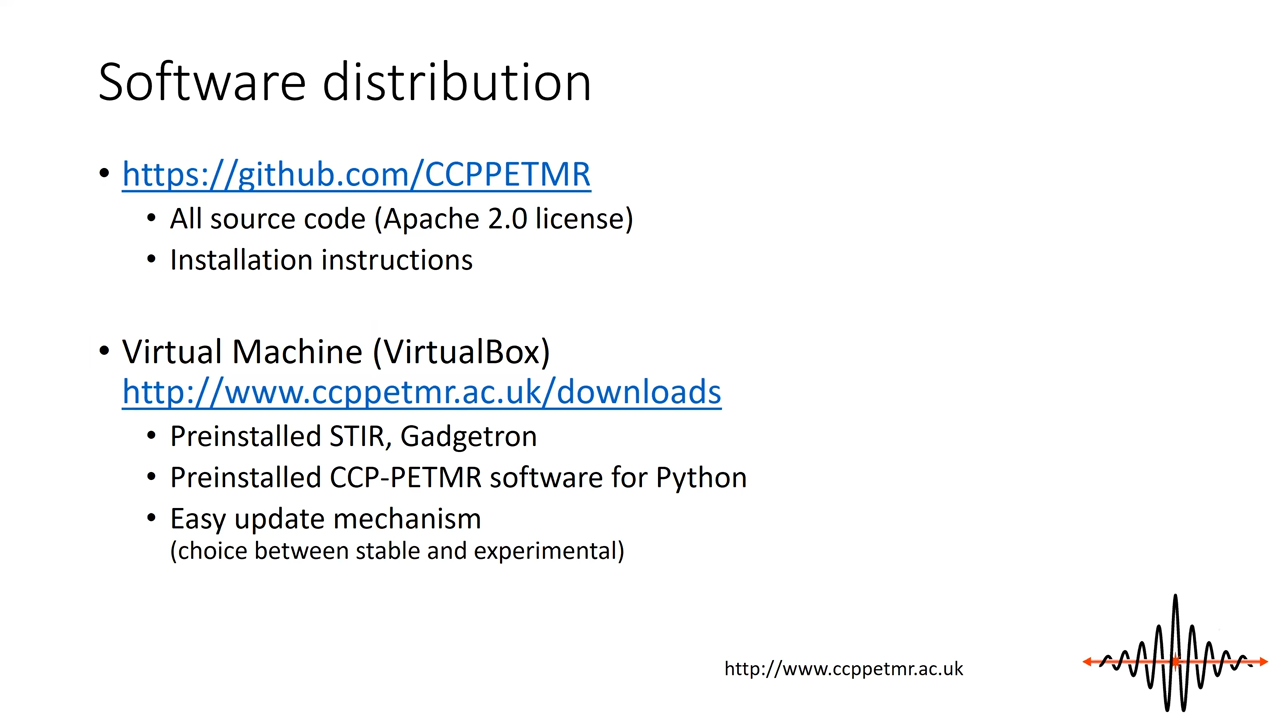 Software distribution
• https://github.com/CCPPETMR
• All source code (Apache 2.0 license)
• Installation instructions
• Virtual Machine (VirtualBox)
http://www.ccppetmr.ac.uk/downloads
• Preinstalled STIR, Gadgetron
• Preinstalled CCP-PETMR software for Python
• Easy update mechanism
(choice between stable and experimental)
http://www.ccppetmr.ac.uk